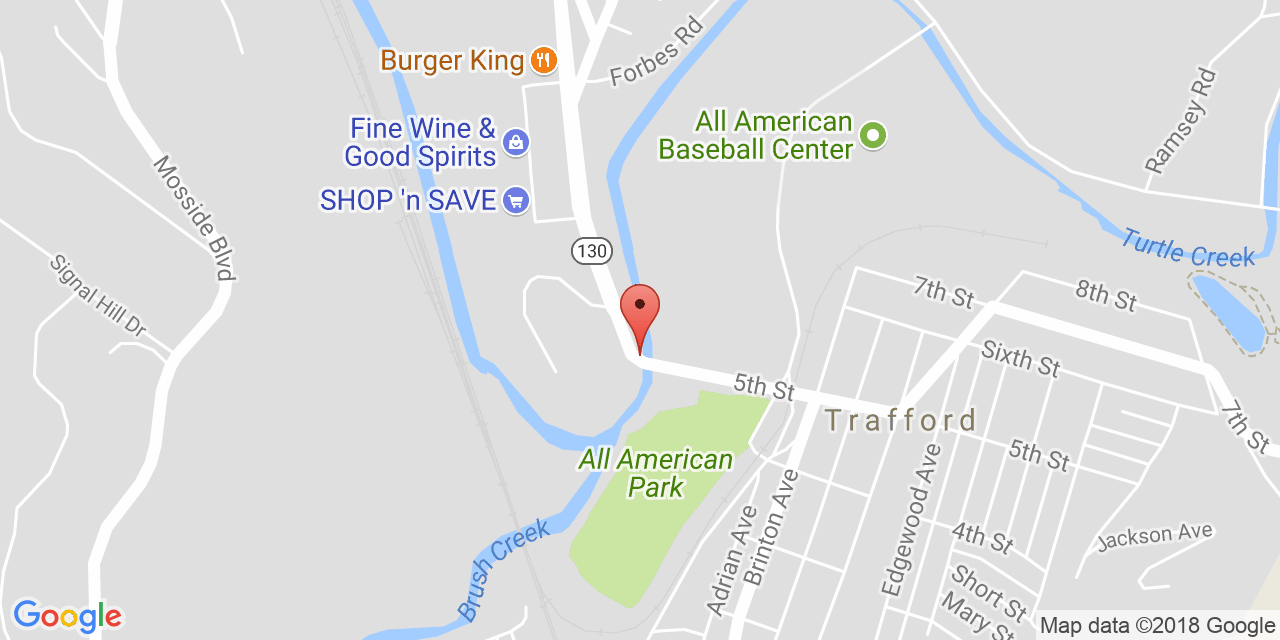 Burger King
Forbes Rd
Fine Wine &
Good Spirits
All American
Baseball Center
Ramsey Rd
SHOP 'n SAVE
Mosside Blvd
130
Turtle Creek
Signal Hill Dr
7th St
8th St
Sixth St
5th St
Trafford
7th St
All American
Park
5th St
Brush Creek
Adrian Ave
Brinton Ave
Edgewood Ave
4th St
Jackson Ave
Short St
Mary St
Google
Map data ©2018 Google